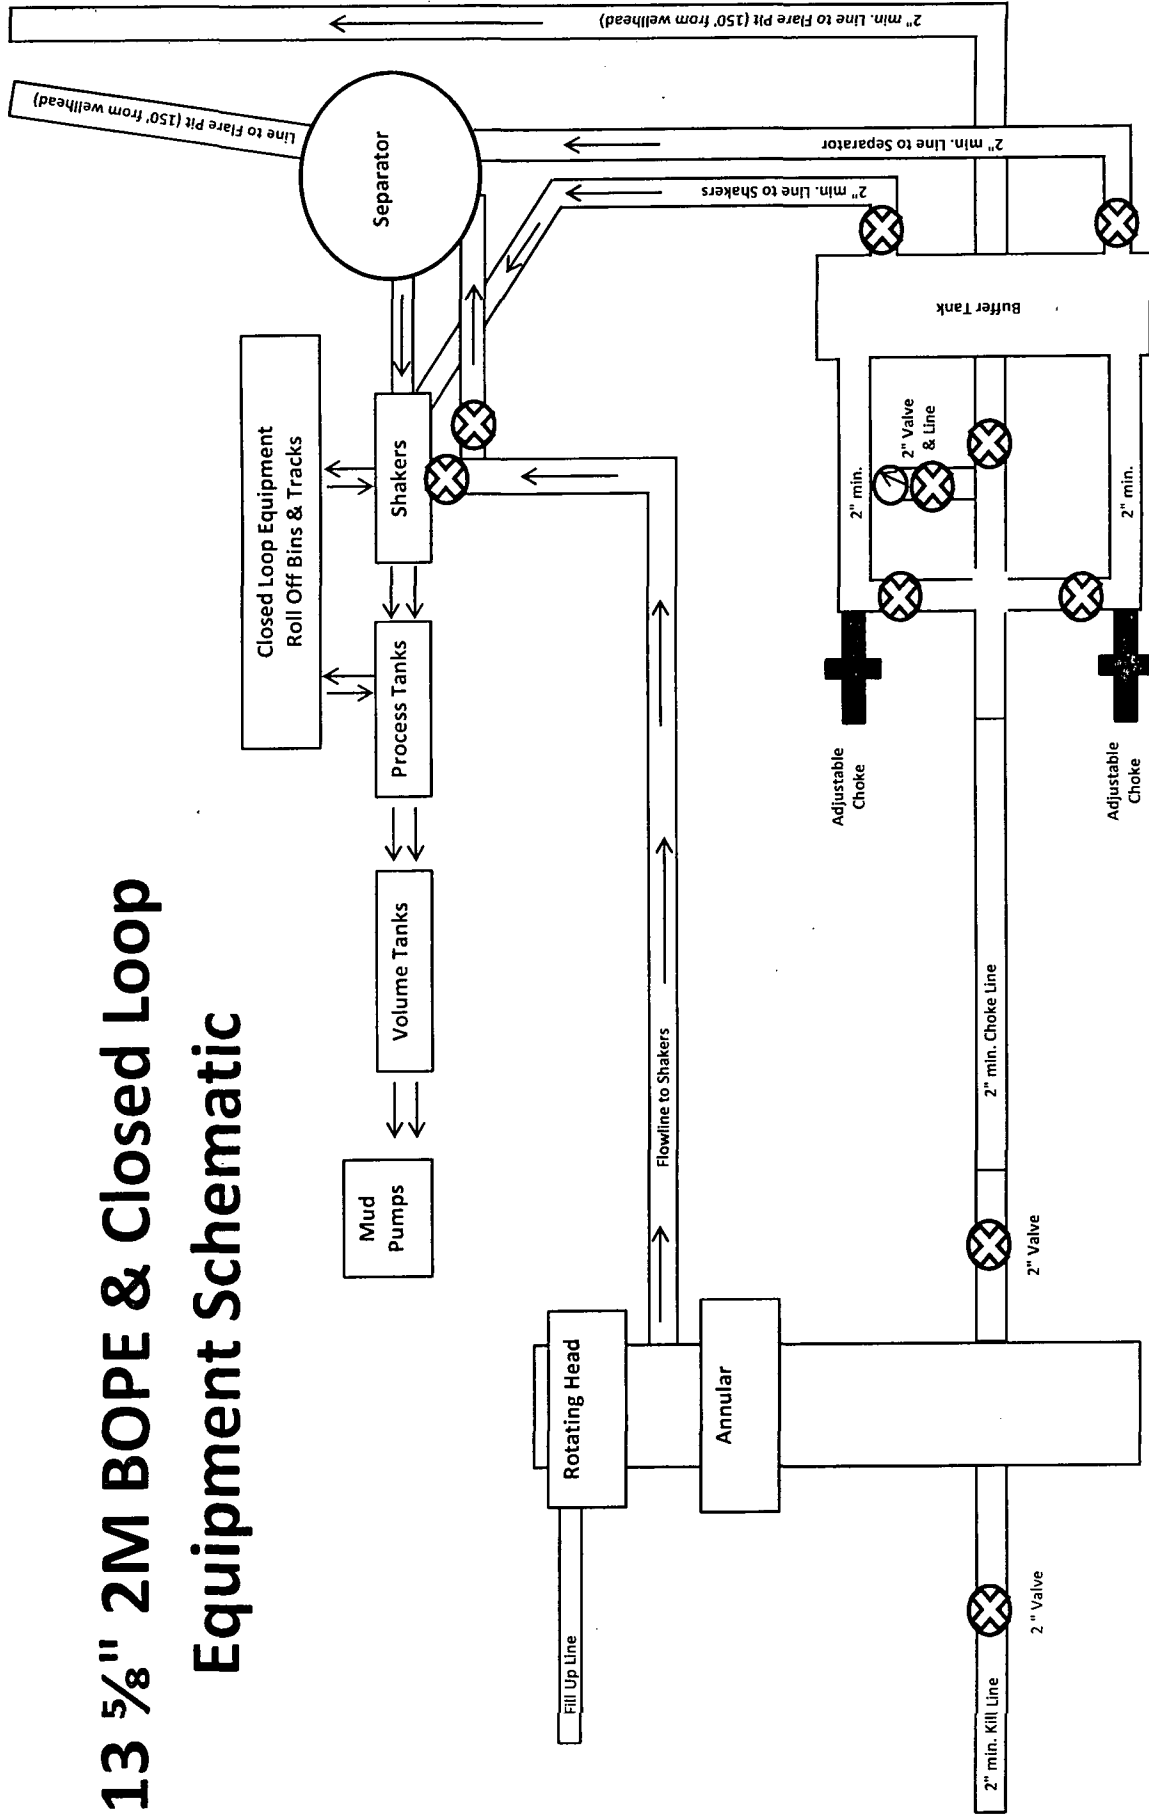 13 ⅝" 2M BOPE & Closed Loop
Equipment Schematic
Closed Loop Equipment
Roll Off Bins & Tracks
Mud
Pumps
Volume Tanks
Process Tanks
Shakers
Separator
Line to Flare Pit (150' from wellhead)
2" min. Line to Flare Pit (150' from wellhead)
2" min. Line to Separator
2" min. Line to Shakers
Fill Up Line
Rotating Head
Flowline to Shakers
Annular
2" min. Kill Line
2 " Valve
2" Valve
2" min. Choke Line
Adjustable
Choke
Adjustable
Choke
2" min.
2" Valve
& Line
2" min.
Buffer Tank